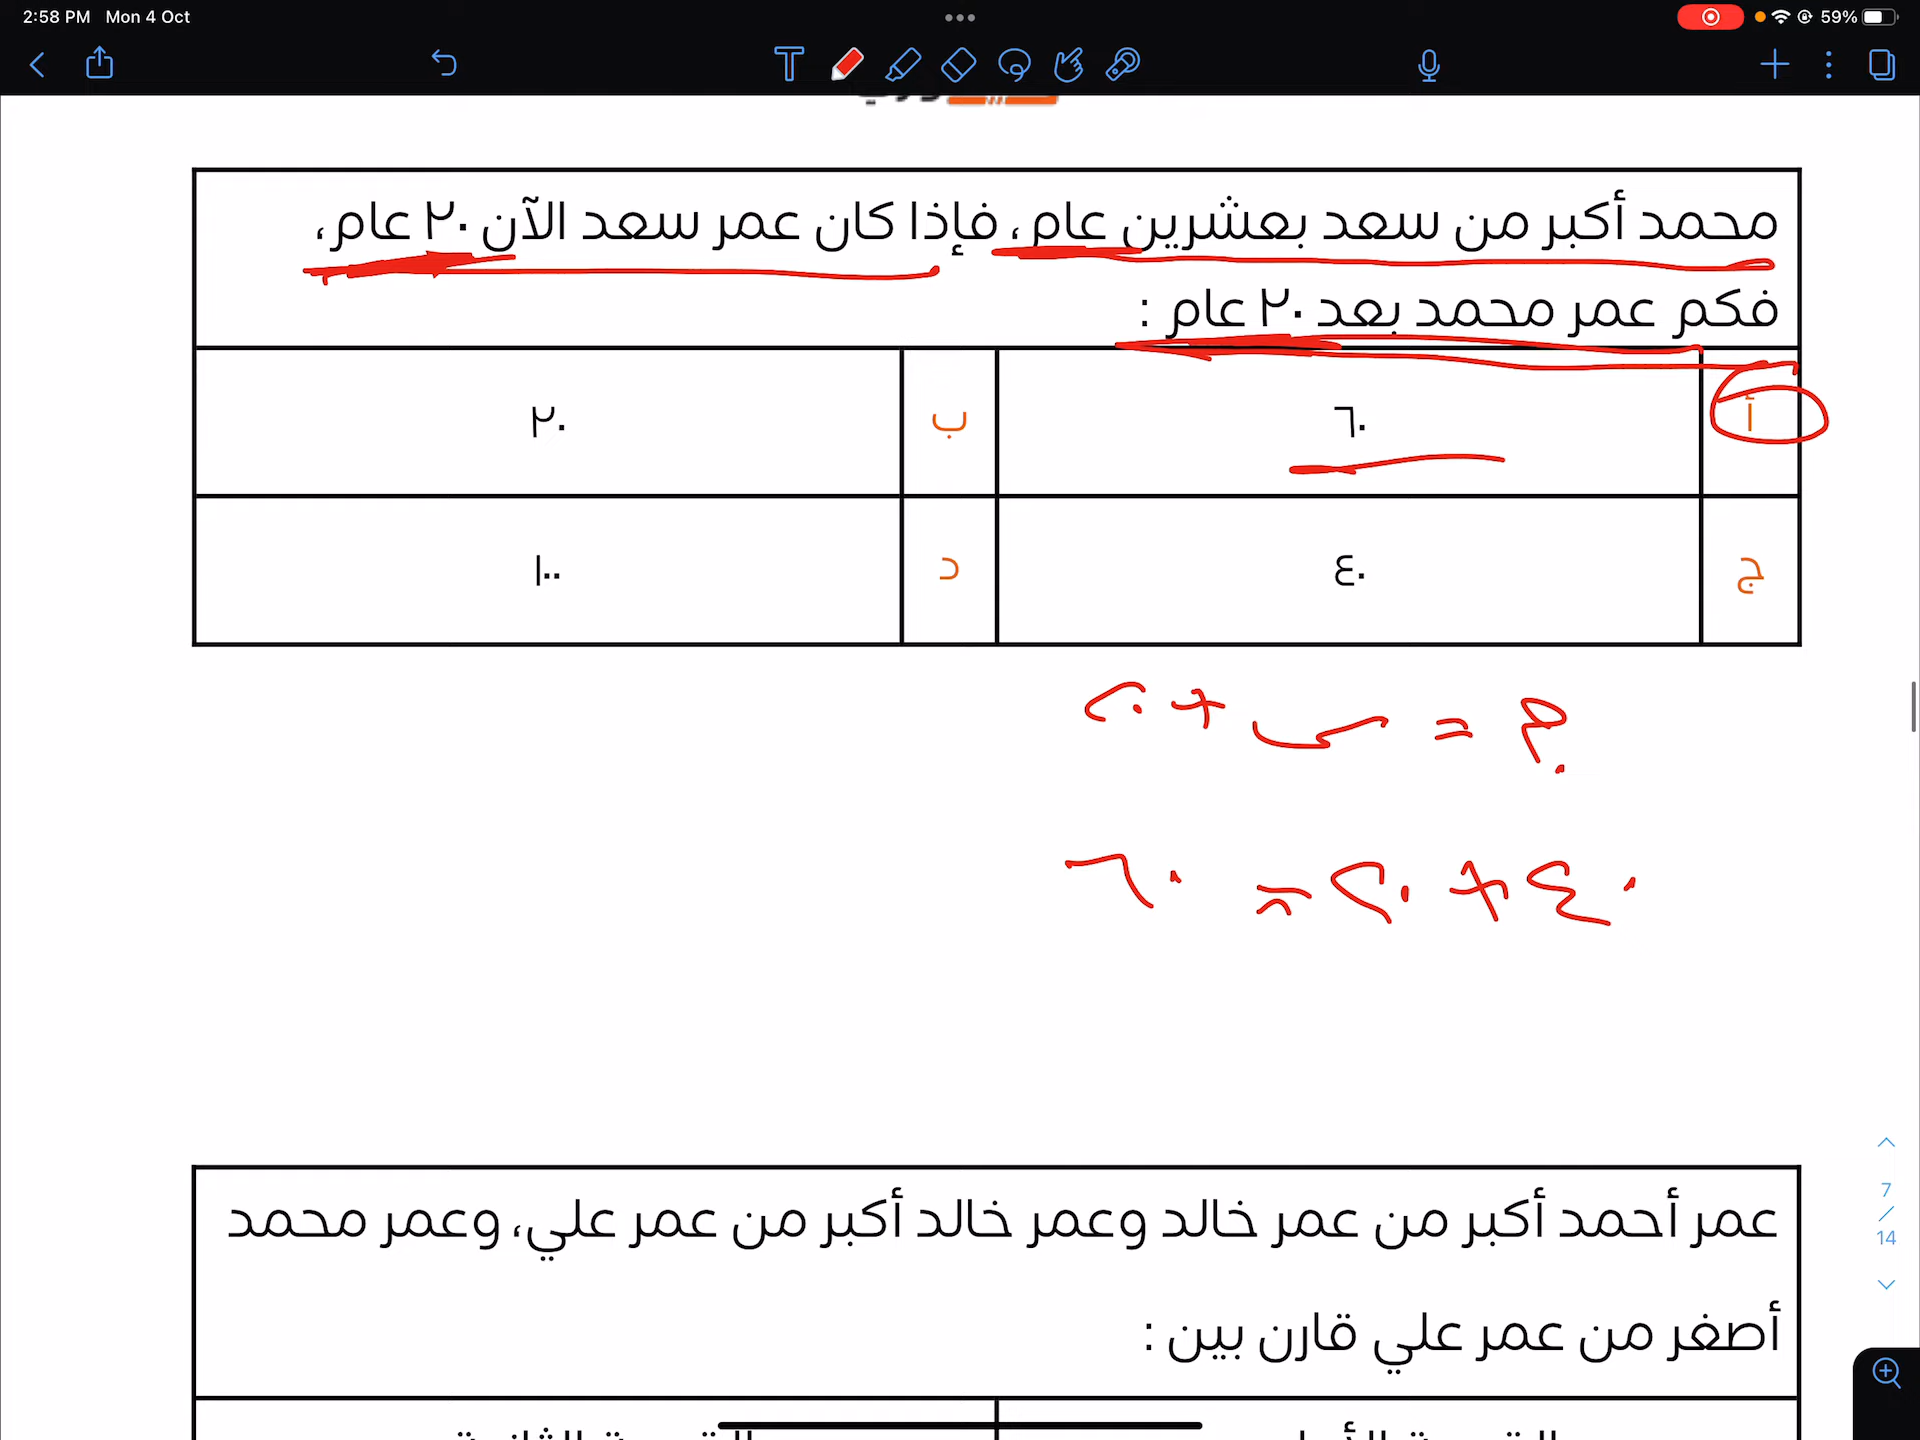 2:58 PM Mon 4 Oct
59%
محمد أكبر من سعد بعشرين عام، فإذا كان عمر سعد الآن ٢٠ عام،
فكم عمر محمد بعد ٢٠ عام :
أ
٦٠
ب
٢٠
ج
٤٠
د
١٠٠
م = س + ٢٠
٤٠ + ٢٠ = ٦٠
عمر أحمد أكبر من عمر خالد وعمر خالد أكبر من عمر علي، وعمر محمد
أصغر من عمر علي قارن بين :
7
/
14